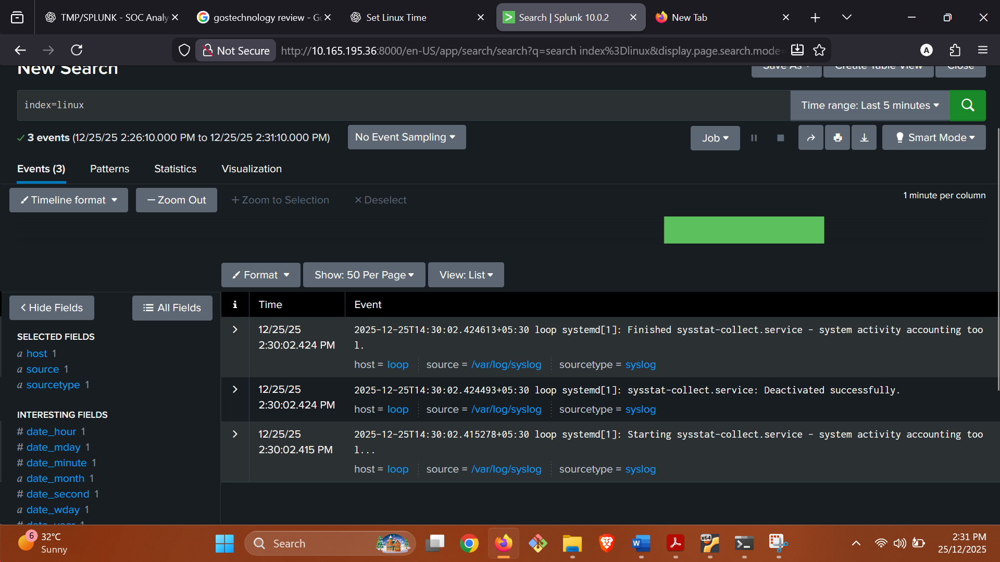 TMP/SPLUNK - SOC Analy
gostechnology review - G
Set Linux Time
Search | Splunk 10.0.2
New Tab
Not Secure
http://10.165.195.36:8000/en-US/app/search/search?q=search index%3Dlinux&display.page.search.mode=
A
New Search
Save As
Create Table View
Close
index=linux
Time range: Last 5 minutes
3 events (12/25/25 2:26:10.000 PM to 12/25/25 2:31:10.000 PM)
No Event Sampling
Job
Smart Mode
Events (3)
Patterns
Statistics
Visualization
Timeline format
— Zoom Out
+ Zoom to Selection
× Deselect
1 minute per column
Format
Show: 50 Per Page
View: List
< Hide Fields
All Fields
i
Time
Event
SELECTED FIELDS
a host 1
a source 1
a sourcetype 1
INTERESTING FIELDS
# date_hour 1
# date_mday 1
# date_minute 1
a date_month 1
# date_second 1
a date_wday 1
# date_year 1
12/25/25
2:30:02.424 PM
2025-12-25T14:30:02.424613+05:30 loop systemd[1]: Finished sysstat-collect.service - system activity accounting too
l.
host = loop
source = /var/log/syslog
sourcetype = syslog
12/25/25
2:30:02.424 PM
2025-12-25T14:30:02.424493+05:30 loop systemd[1]: sysstat-collect.service: Deactivated successfully.
host = loop
source = /var/log/syslog
sourcetype = syslog
12/25/25
2:30:02.415 PM
2025-12-25T14:30:02.415278+05:30 loop systemd[1]: Starting sysstat-collect.service - system activity accounting too
l...
host = loop
source = /var/log/syslog
sourcetype = syslog
6
32°C
Sunny
Search
W
x64
2:31 PM
25/12/2025